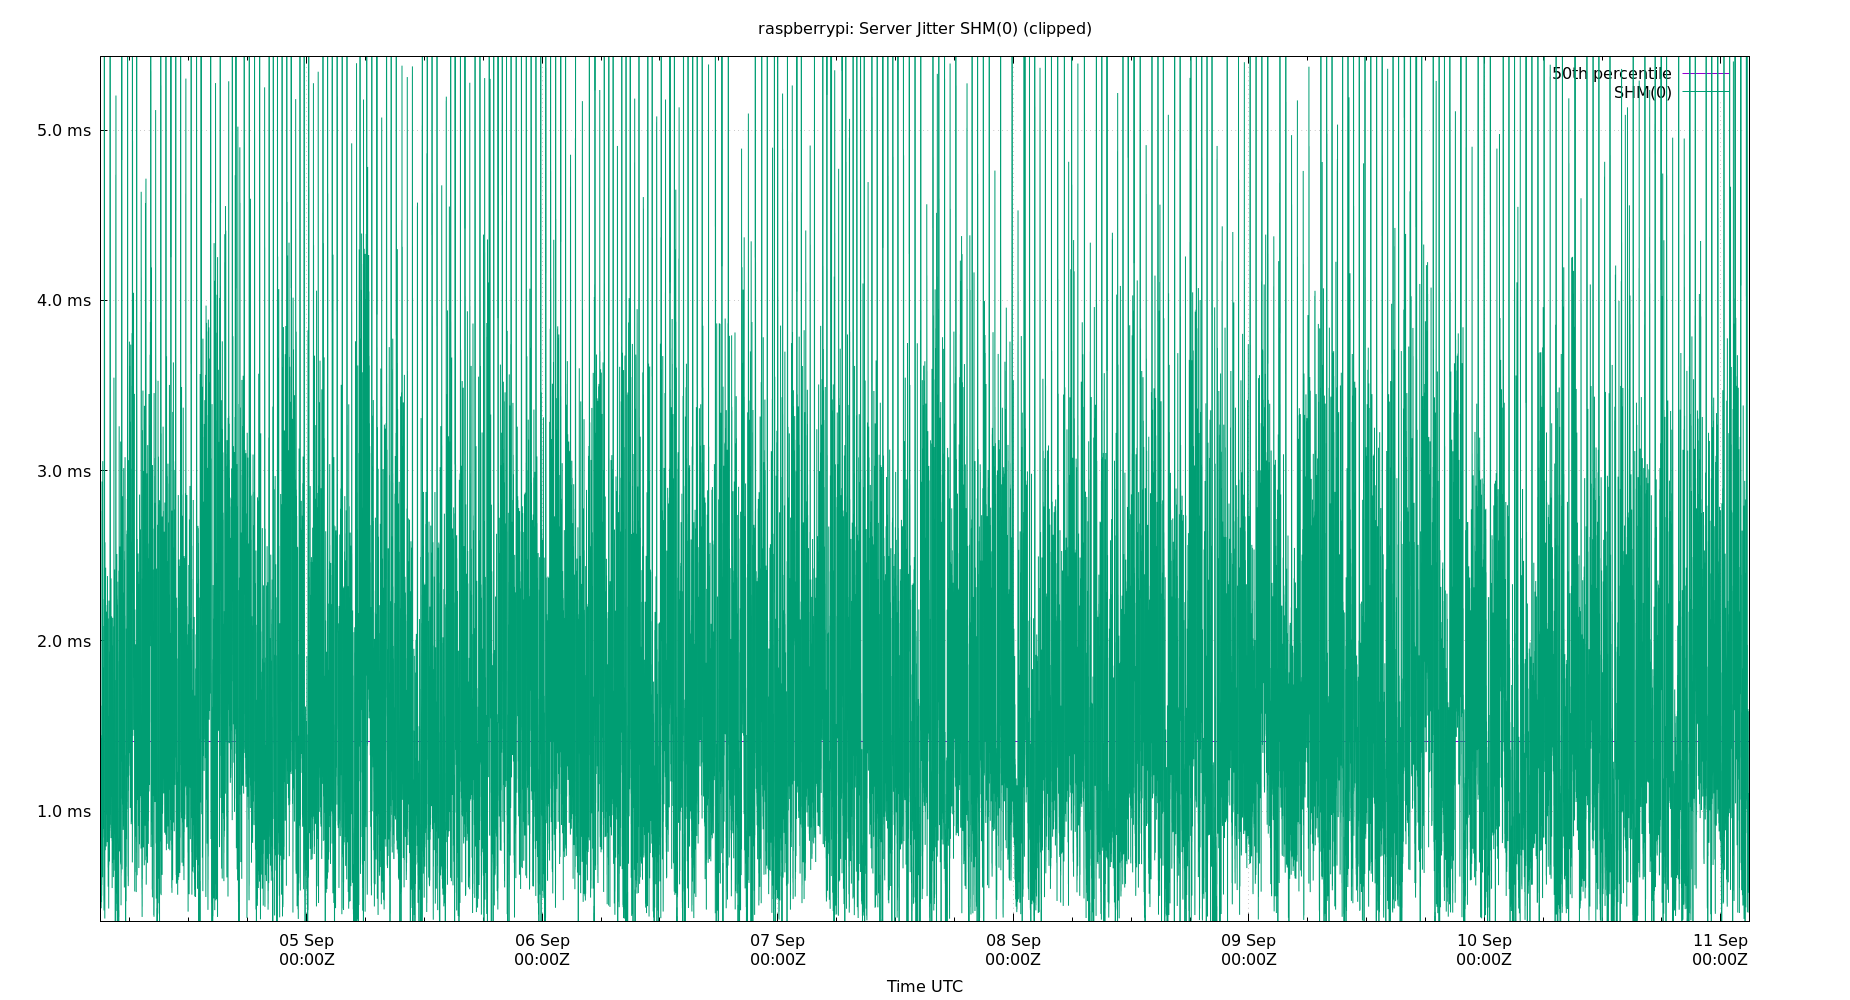 raspberrypi: Server Jitter SHM(0) (clipped)
50th percentile
SHM(0)
5.0 ms
4.0 ms
3.0 ms
2.0 ms
1.0 ms
05 Sep
00:00Z
06 Sep
00:00Z
07 Sep
00:00Z
08 Sep
00:00Z
09 Sep
00:00Z
10 Sep
00:00Z
11 Sep
00:00Z
Time UTC